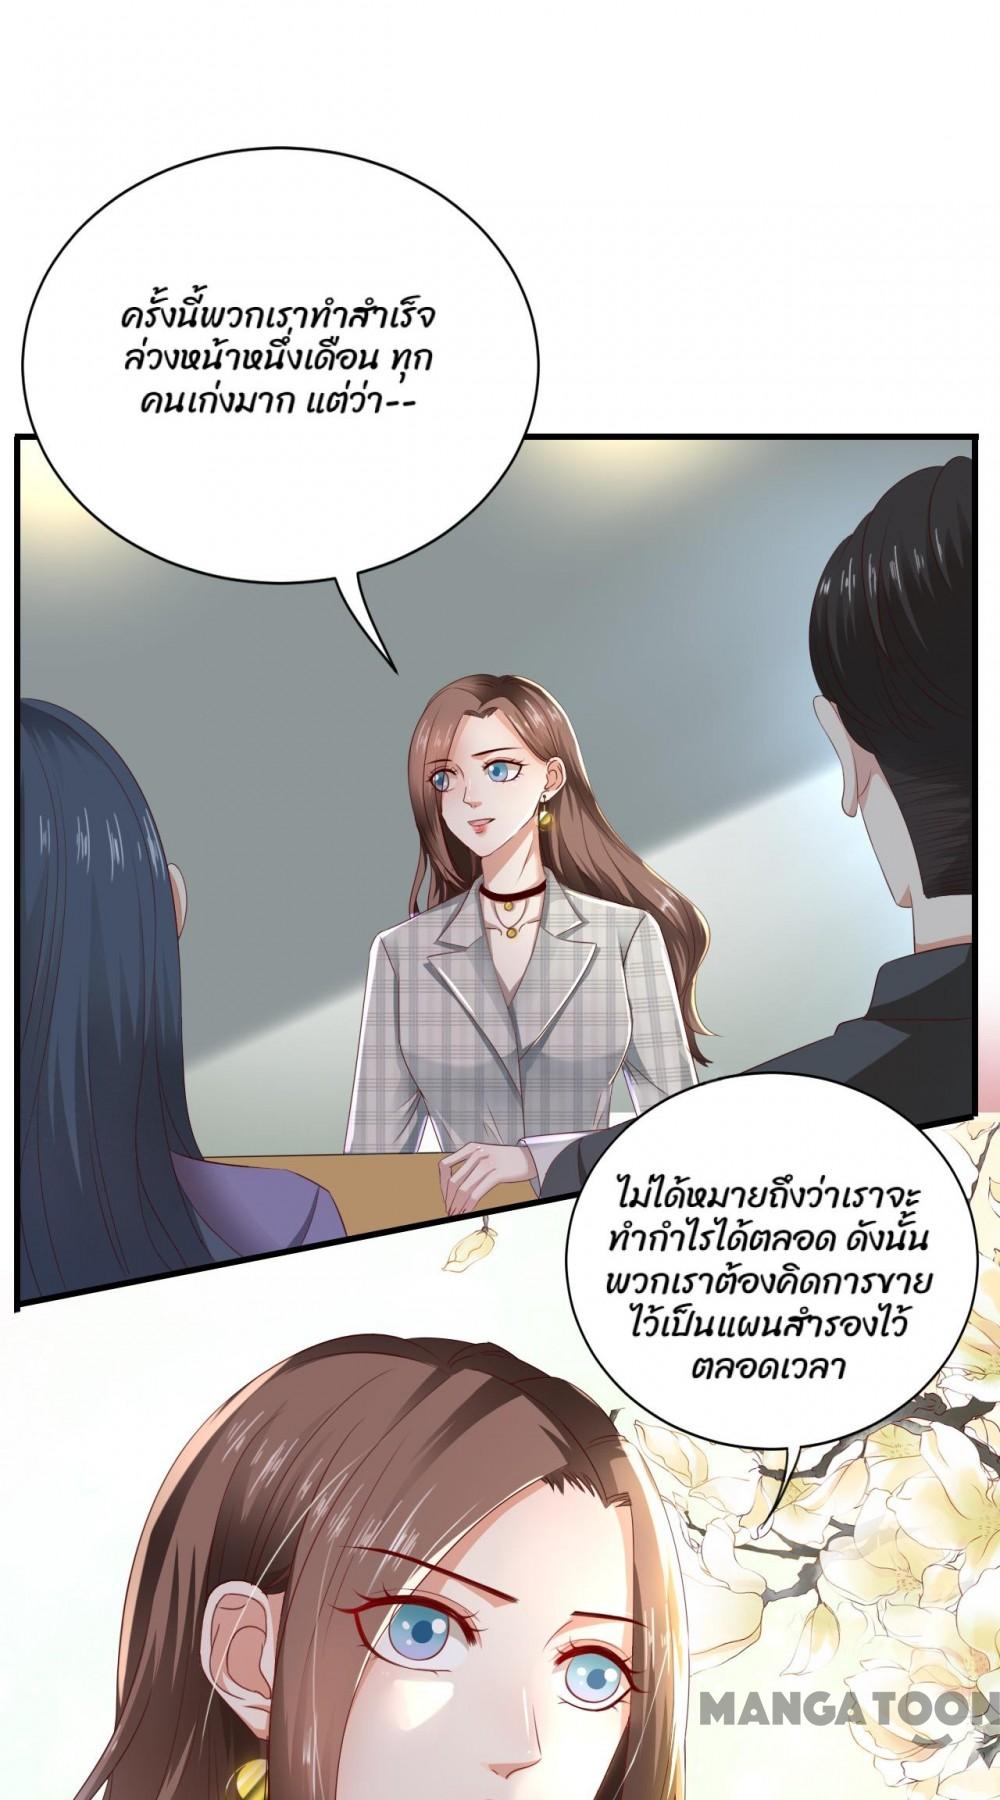 ครั้งนี้พวกเราทำสำเร็จ
ล่วงหน้าหนึ่งเดือน ทุก
คนเก่งมาก แต่ว่า--
ไม่ได้หมายถึงว่าเราจะ
ทำกำไรได้ตลอด ดังนั้น
พวกเราต้องคิดการขาย
ไว้เป็นแผนสำรองไว้
ตลอดเวลา
MANGATOON